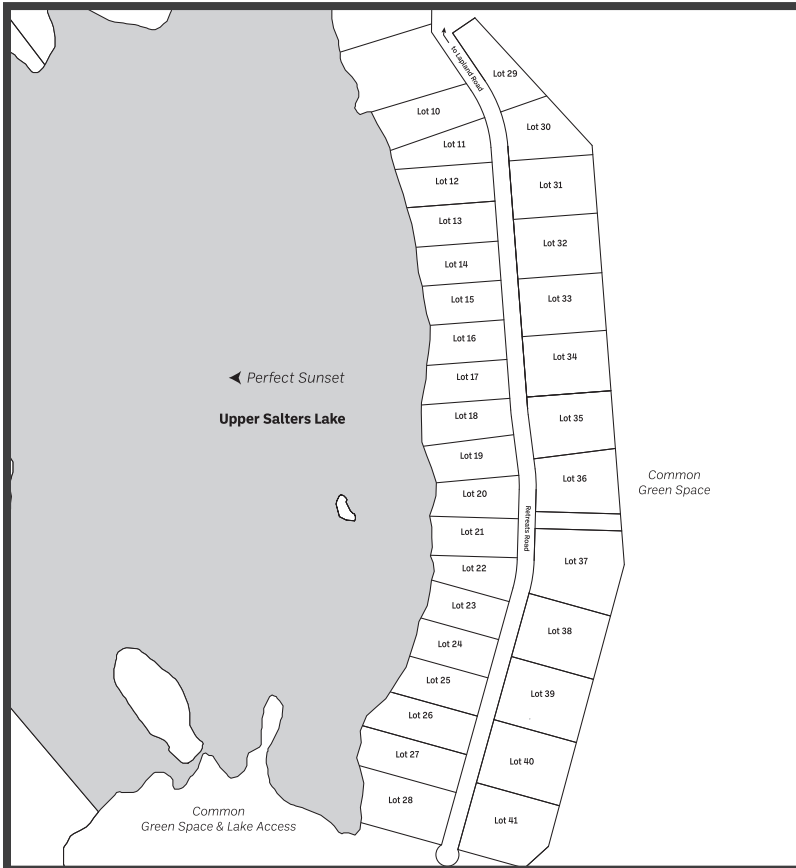 to Lapland Road
Lot 29
Lot 10
Lot 30
Lot 11
Lot 12
Lot 31
Lot 13
Lot 32
Lot 14
Lot 15
Lot 33
Lot 16
Lot 34
Lot 17
Perfect Sunset
Lot 18
Upper Salters Lake
Lot 35
Lot 19
Lot 36
Common
Green Space
Lot 20
Retreats Road
Lot 21
Lot 37
Lot 22
Lot 23
Lot 38
Lot 24
Lot 25
Lot 39
Lot 26
Lot 27
Lot 40
Lot 28
Common
Green Space & Lake Access
Lot 41